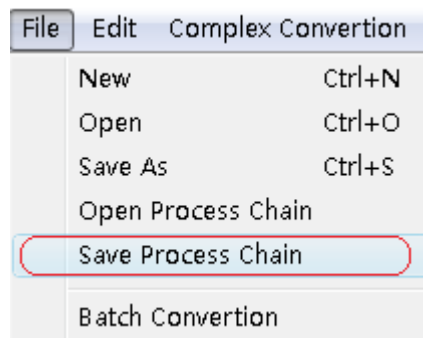 File Edit Complex Convertion
New Ctrl+N
Open Ctrl+O
Save As Ctrl+S
Open Process Chain
Save Process Chain
Batch Convertion